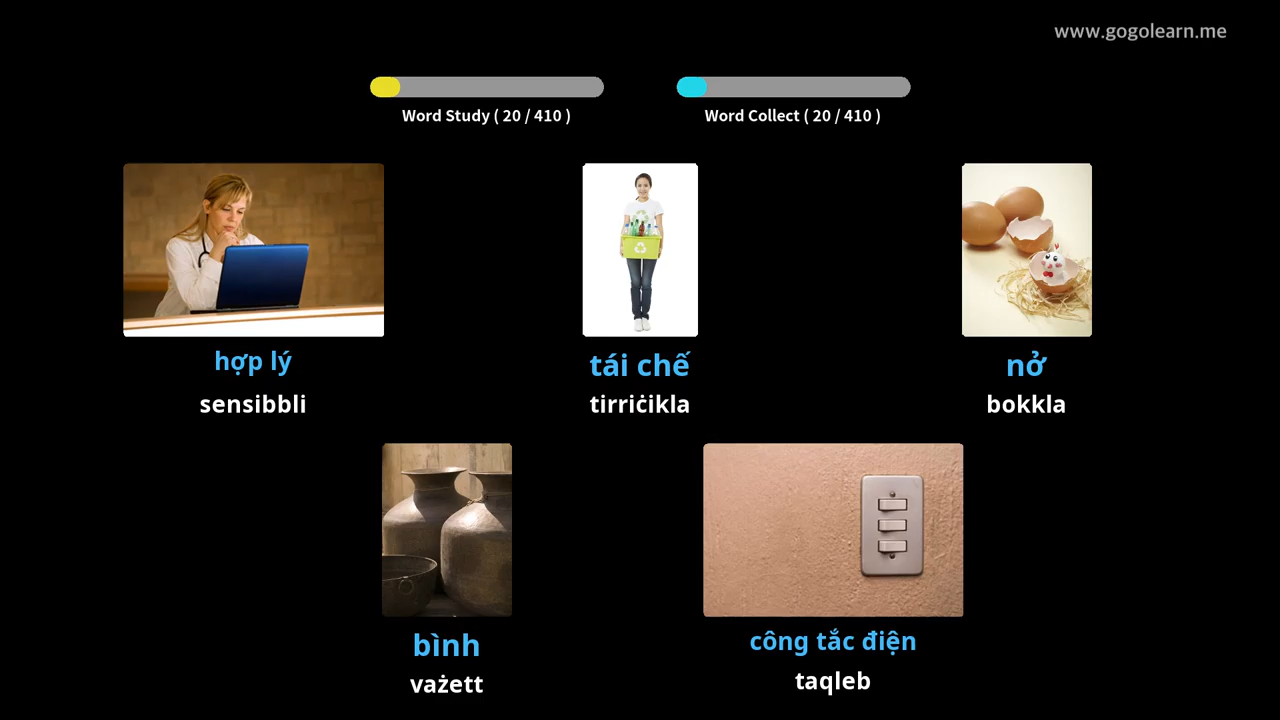 www.gogolearn.me
Word Study ( 20 / 410 )
Word Collect ( 20 / 410 )
hợp lý
sensibbli
tái chế
tirriċikla
nở
bokkla
bình
vażett
công tắc điện
taqleb